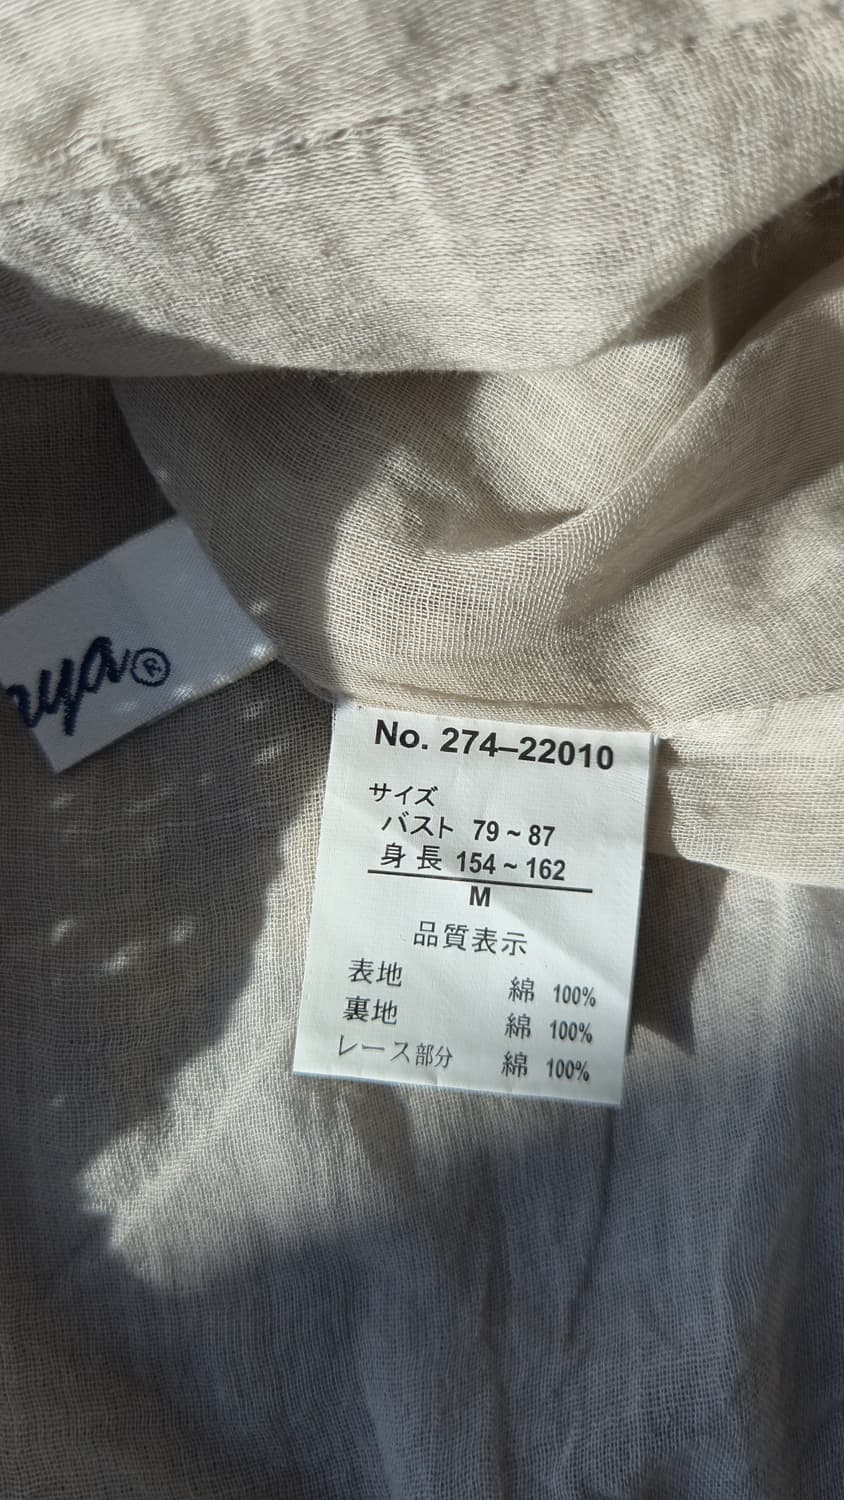 ®
No. 274–22010
サイズ
バスト 79 ~ 87
身長 154 ~ 162
M
品質表示
表地 綿 100%
裏地 綿 100%
レース部分 綿 100%